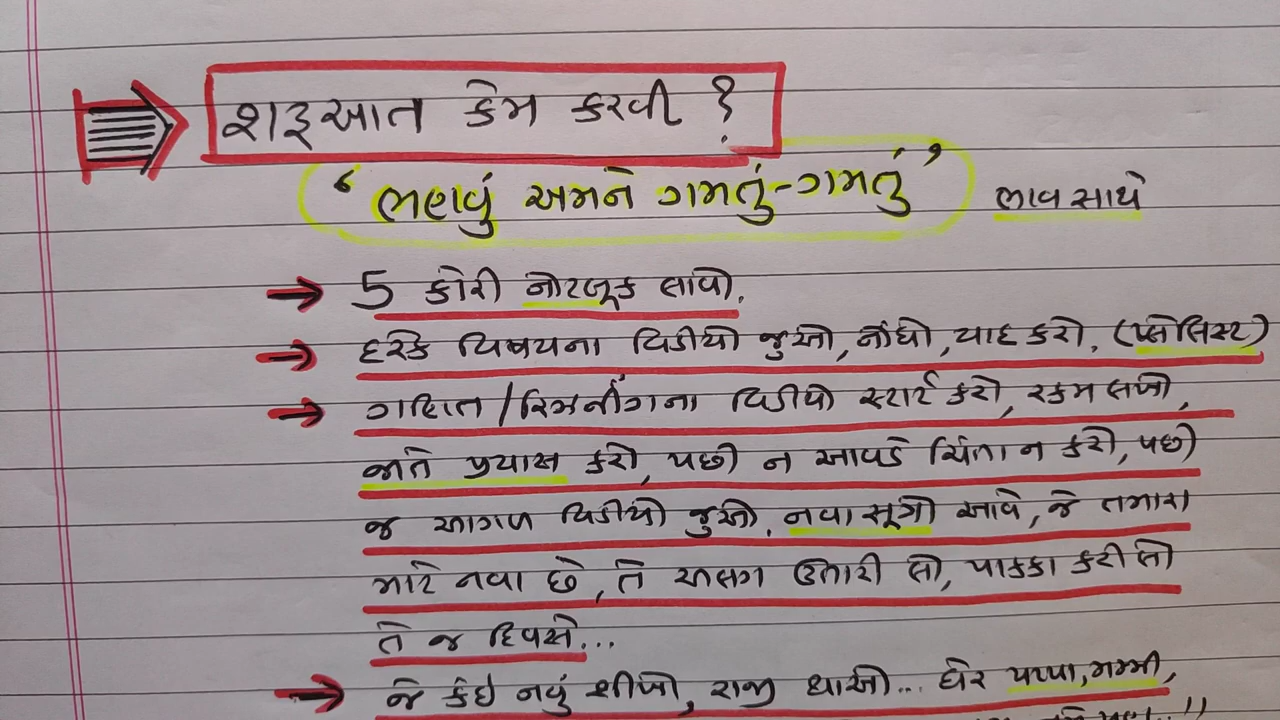 શરૂઆત કેમ કરવી ?
' ભણવું અમને ગમતું-ગમતું ' ભાવ સાથે
5 કોરી નોટબૂક લાવો.
દરેક વિષયના વિડીયો જુઓ, નોંધો, યાદ કરો. (પ્લેલિસ્ટ)
ગણિત / રિઝનીંગના વિડીયો સ્ટાર્ટ કરો, રકમ લખો,
જાતે પ્રયાસ કરો, પછી ન આવડે ચિંતા ન કરો, પછી
જ આગળ વિડીયો જુઓ. નવા સૂત્રો આવે, જે તમારા
માટે નવા છે, તે અલગ ઉતારી લો, પાક્કા કરી લો
તે જ દિવસે...
જે કંઈ નવું શીખો, રાજી થાઓ... ઘેર પપ્પા, મમ્મી,